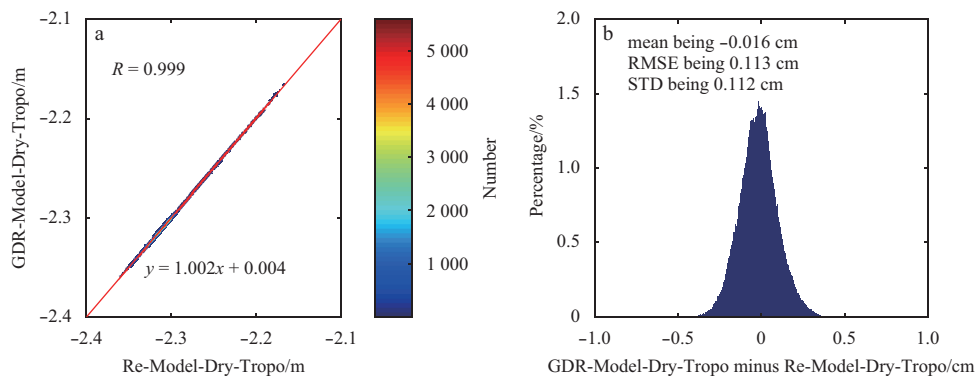 a
R = 0.999
y = 1.002x + 0.004
−2.1
−2.2
−2.3
−2.4
GDR-Model-Dry-Tropo/m
−2.4 −2.3 −2.2 −2.1
Re-Model-Dry-Tropo/m
5 000
4 000
3 000
2 000
1 000
Number
b
mean being −0.016 cm
RMSE being 0.113 cm
STD being 0.112 cm
2.0
1.5
1.0
0.5
0
Percentage/%
−1.0 −0.5 0 0.5 1.0
GDR-Model-Dry-Tropo minus Re-Model-Dry-Tropo/cm